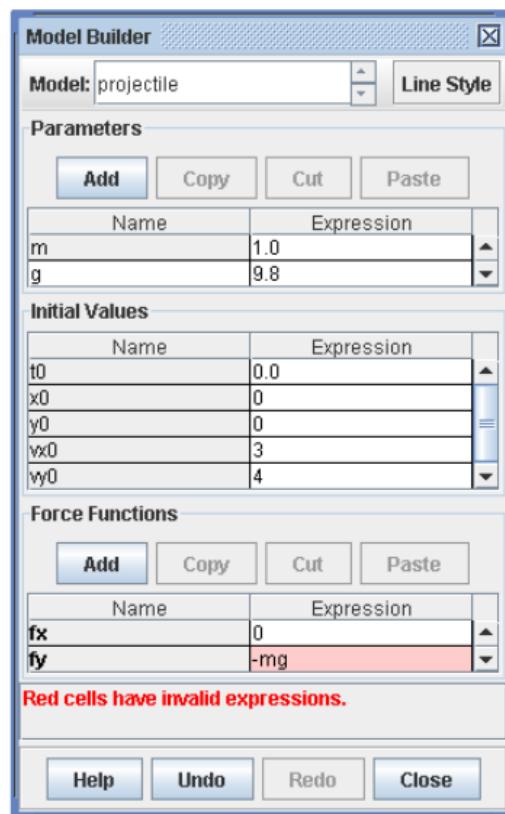 Model Builder
Model: projectile Line Style
Parameters
Add Copy Cut Paste
Name Expression
m 1.0
g 9.8
Initial Values
Name Expression
t0 0.0
x0 0
y0 0
vx0 3
vy0 4
Force Functions
Add Copy Cut Paste
Name Expression
fx 0
fy -mg
Red cells have invalid expressions.
Help Undo Redo Close